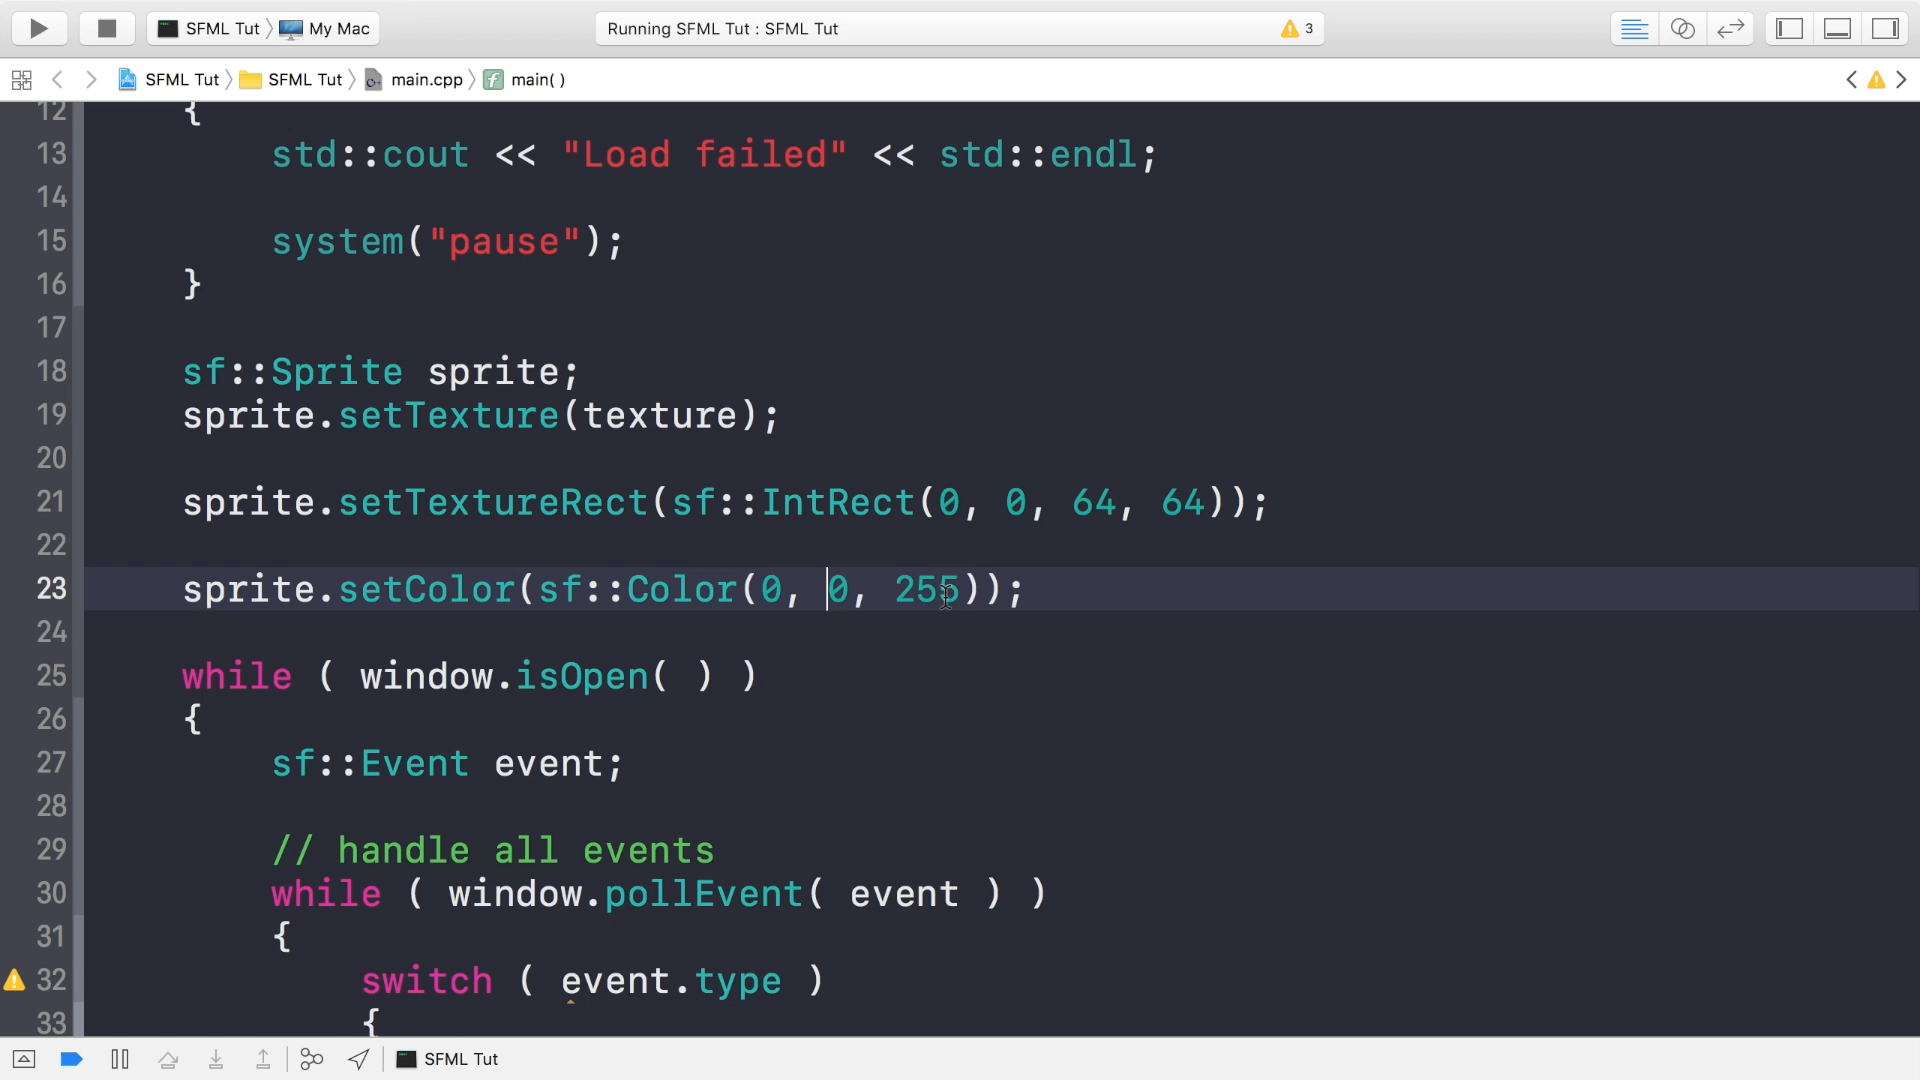 SFML Tut My Mac Running SFML Tut : SFML Tut 3
SFML Tut SFML Tut main.cpp main( )
12 {
13 std::cout << "Load failed" << std::endl;
14
15 system("pause");
16 }
17
18 sf::Sprite sprite;
19 sprite.setTexture(texture);
20
21 sprite.setTextureRect(sf::IntRect(0, 0, 64, 64));
22
23 sprite.setColor(sf::Color(0, 0, 255));
24
25 while ( window.isOpen( ) )
26 {
27 sf::Event event;
28
29 // handle all events
30 while ( window.pollEvent( event ) )
31 {
32 switch ( event.type )
33 {
SFML Tut